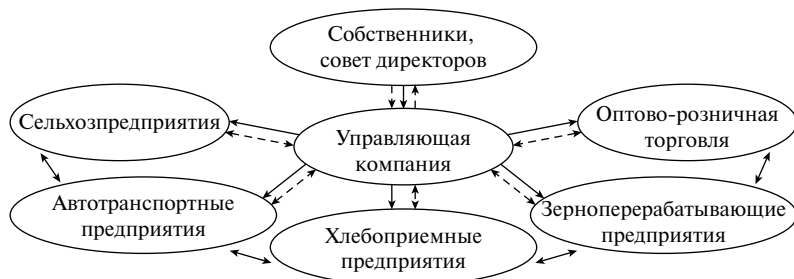 Собственники,
совет директоров
Сельхозпредприятия
Управляющая
компания
Оптово-розничная
торговля
Автотранспортные
предприятия
Хлебоприемные
предприятия
Зерноперерабатывающие
предприятия